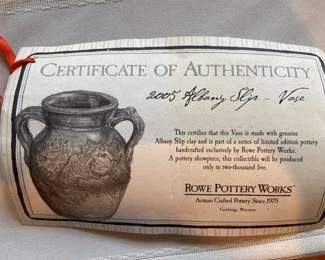 CERTIFICATE OF AUTHENTICITY
2005 Albany Slip - Vase
This certifies that this Vase is made with genuine
Albany Slip clay and is part of a series of limited edition pottery
handcrafted exclusively by Rowe Pottery Works.
A pottery showpiece, this collectible will be produced
only in two-thousand five.
ROWE POTTERY WORKS™
Artisan Crafted Pottery Since 1975
Cambridge, Wisconsin